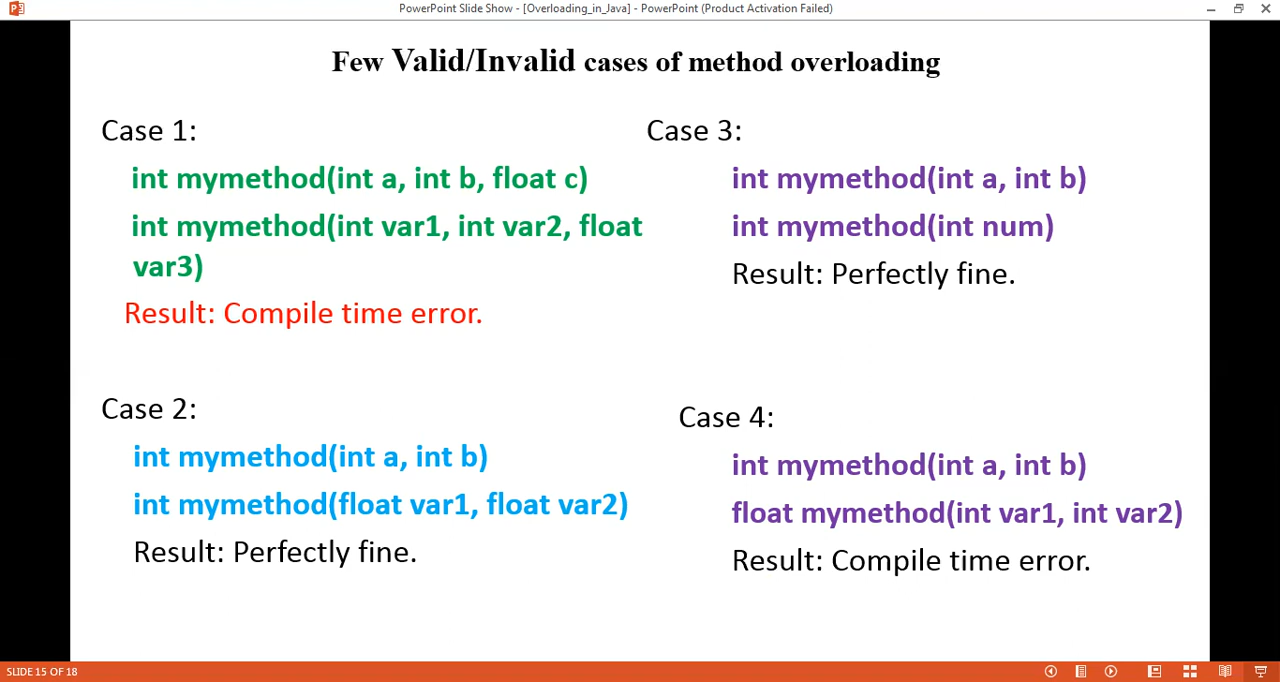 PowerPoint Slide Show - [Overloading_in_Java] - PowerPoint (Product Activation Failed)
Few Valid/Invalid cases of method overloading
Case 1:
int mymethod(int a, int b, float c)
int mymethod(int var1, int var2, float
var3)
Result: Compile time error.
Case 2:
int mymethod(int a, int b)
int mymethod(float var1, float var2)
Result: Perfectly fine.
Case 3:
int mymethod(int a, int b)
int mymethod(int num)
Result: Perfectly fine.
Case 4:
int mymethod(int a, int b)
float mymethod(int var1, int var2)
Result: Compile time error.
SLIDE 15 OF 18